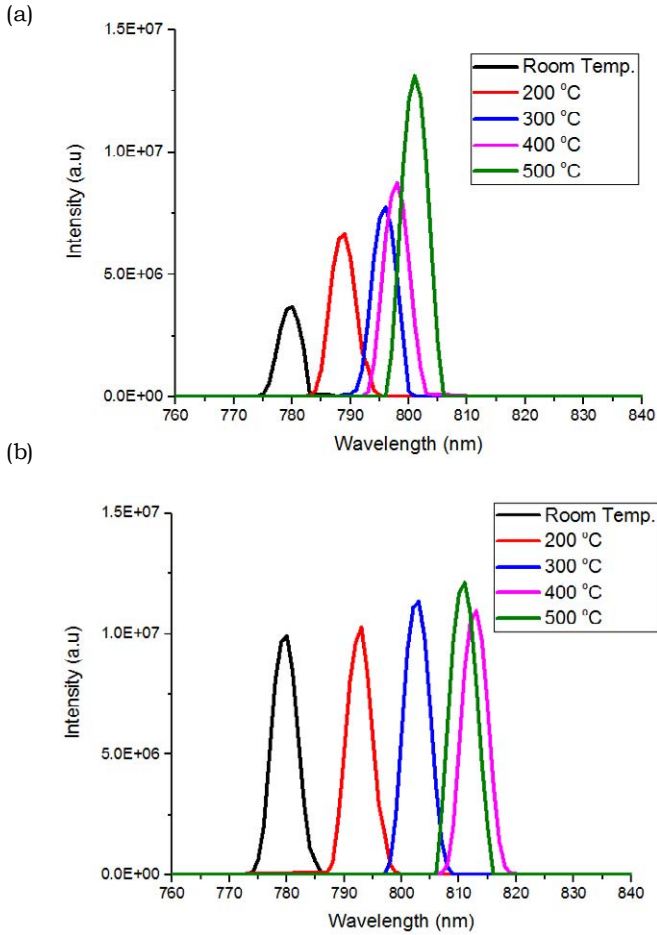 (a)
1.5E+07
1.0E+07
5.0E+06
0.0E+00
Intensity (a.u)
Room Temp.
200 °C
300 °C
400 °C
500 °C
760 770 780 790 800 810 820 830 840
Wavelength (nm)
(b)
1.5E+07
1.0E+07
5.0E+06
0.0E+00
Intensity (a.u)
Room Temp.
200 °C
300 °C
400 °C
500 °C
760 770 780 790 800 810 820 830 840
Wavelength (nm)